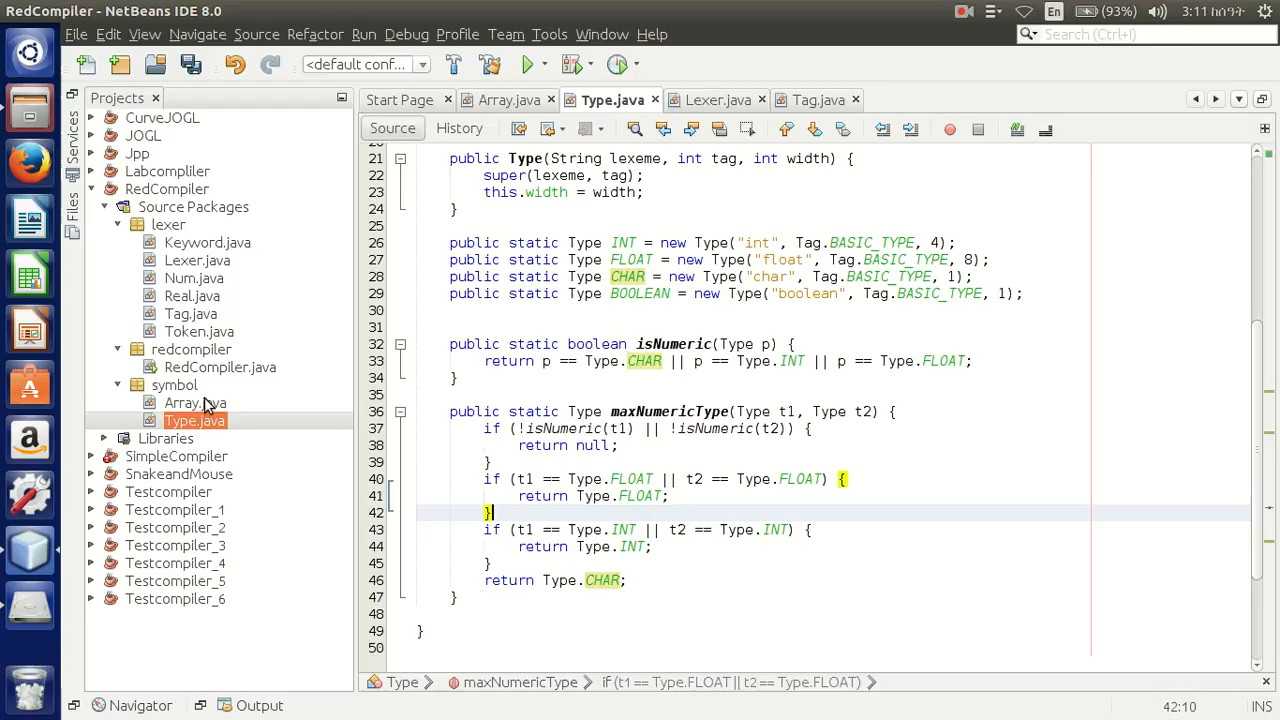 RedCompiler - NetBeans IDE 8.0
En
(93%)
3:11 ከሰዓት
File Edit View Navigate Source Refactor Run Debug Profile Team Tools Window Help
Search (Ctrl+I)
<default conf...
Projects
Start Page
Array.java
Type.java
Lexer.java
Tag.java
Source
History
Services
Files
CurveJOGL
JOGL
Jpp
Labcompliler
RedCompiler
Source Packages
lexer
Keyword.java
Lexer.java
Num.java
Real.java
Tag.java
Token.java
redcompiler
RedCompiler.java
symbol
Array.java
Type.java
Libraries
SimpleCompiler
SnakeandMouse
Testcompiler
Testcompiler_1
Testcompiler_2
Testcompiler_3
Testcompiler_4
Testcompiler_5
Testcompiler_6
21 public Type(String lexeme, int tag, int width) {
22 super(lexeme, tag);
23 this.width = width;
24 }
25
26 public static Type INT = new Type("int", Tag.BASIC_TYPE, 4);
27 public static Type FLOAT = new Type("float", Tag.BASIC_TYPE, 8);
28 public static Type CHAR = new Type("char", Tag.BASIC_TYPE, 1);
29 public static Type BOOLEAN = new Type("boolean", Tag.BASIC_TYPE, 1);
30
31
32 public static boolean isNumeric(Type p) {
33 return p == Type.CHAR || p == Type.INT || p == Type.FLOAT;
34 }
35
36 public static Type maxNumericType(Type t1, Type t2) {
37 if (!isNumeric(t1) || !isNumeric(t2)) {
38 return null;
39 }
40 if (t1 == Type.FLOAT || t2 == Type.FLOAT) {
41 return Type.FLOAT;
42 }
43 if (t1 == Type.INT || t2 == Type.INT) {
44 return Type.INT;
45 }
46 return Type.CHAR;
47 }
48
49 }
50
Type
maxNumericType
if (t1 == Type.FLOAT || t2 == Type.FLOAT)
Navigator
Output
42:10
INS